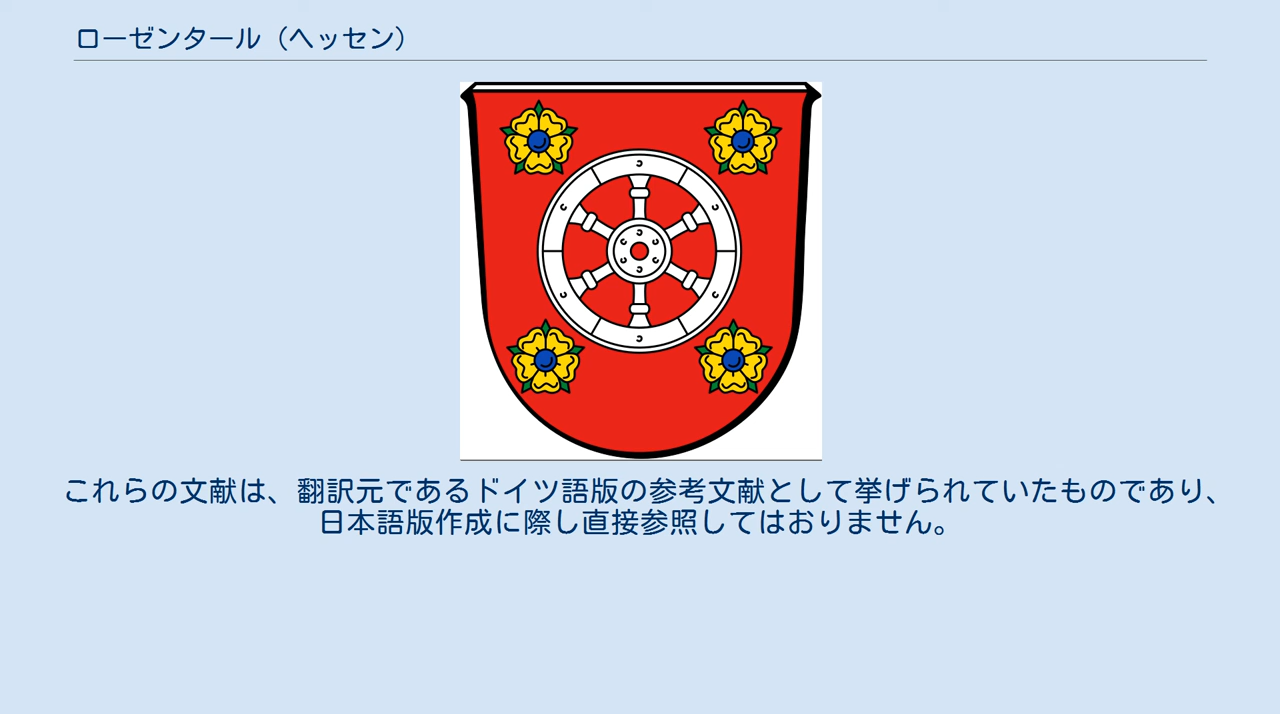 ローゼンタール（ヘッセン）
これらの文献は、翻訳元であるドイツ語版の参考文献として挙げられていたものであり、
日本語版作成に際し直接参照してはおりません。